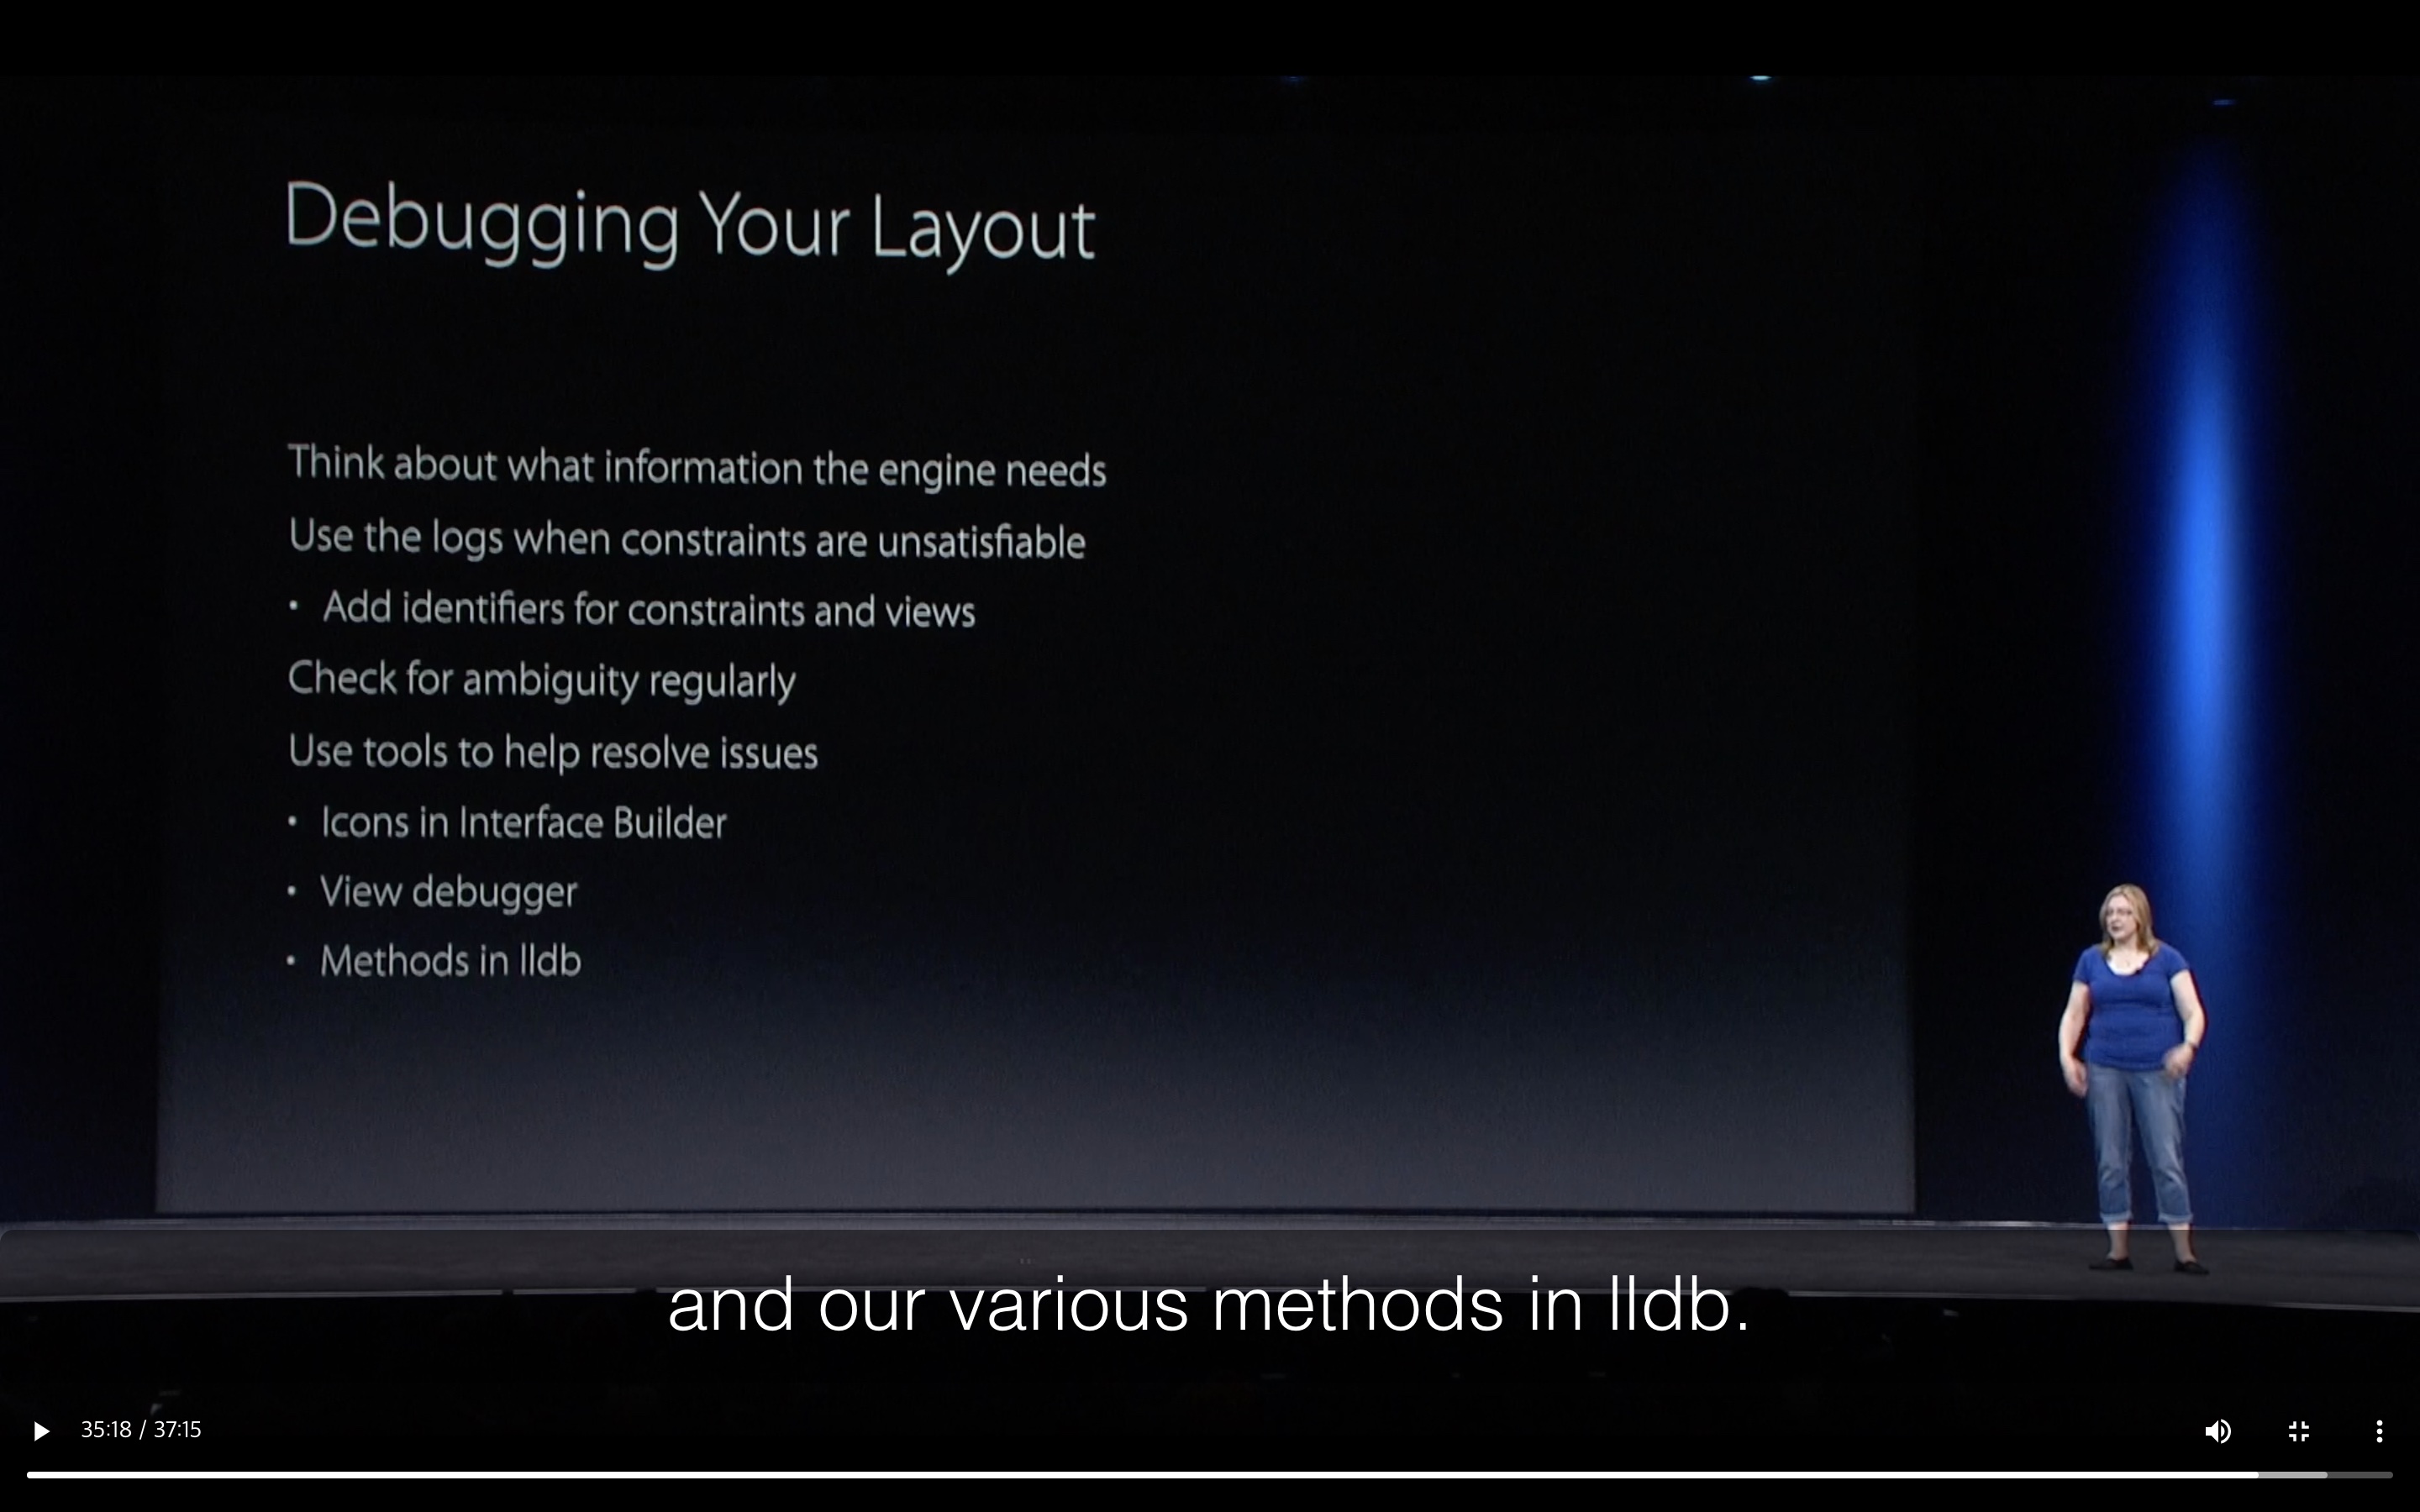 Debugging Your Layout
Think about what information the engine needs
Use the logs when constraints are unsatisfiable
• Add identifiers for constraints and views
Check for ambiguity regularly
Use tools to help resolve issues
• Icons in Interface Builder
• View debugger
• Methods in lldb
and our various methods in lldb.
35:18 / 37:15